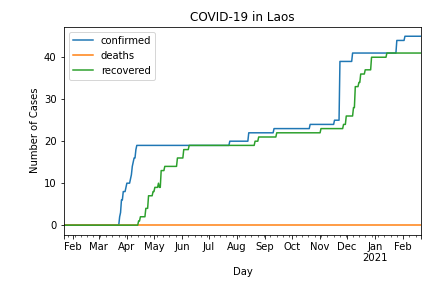 COVID-19 in Laos
confirmed
deaths
recovered
Number of Cases
40
30
20
10
0
Feb Mar Apr May Jun Jul Aug Sep Oct Nov Dec Jan Feb
2021
Day